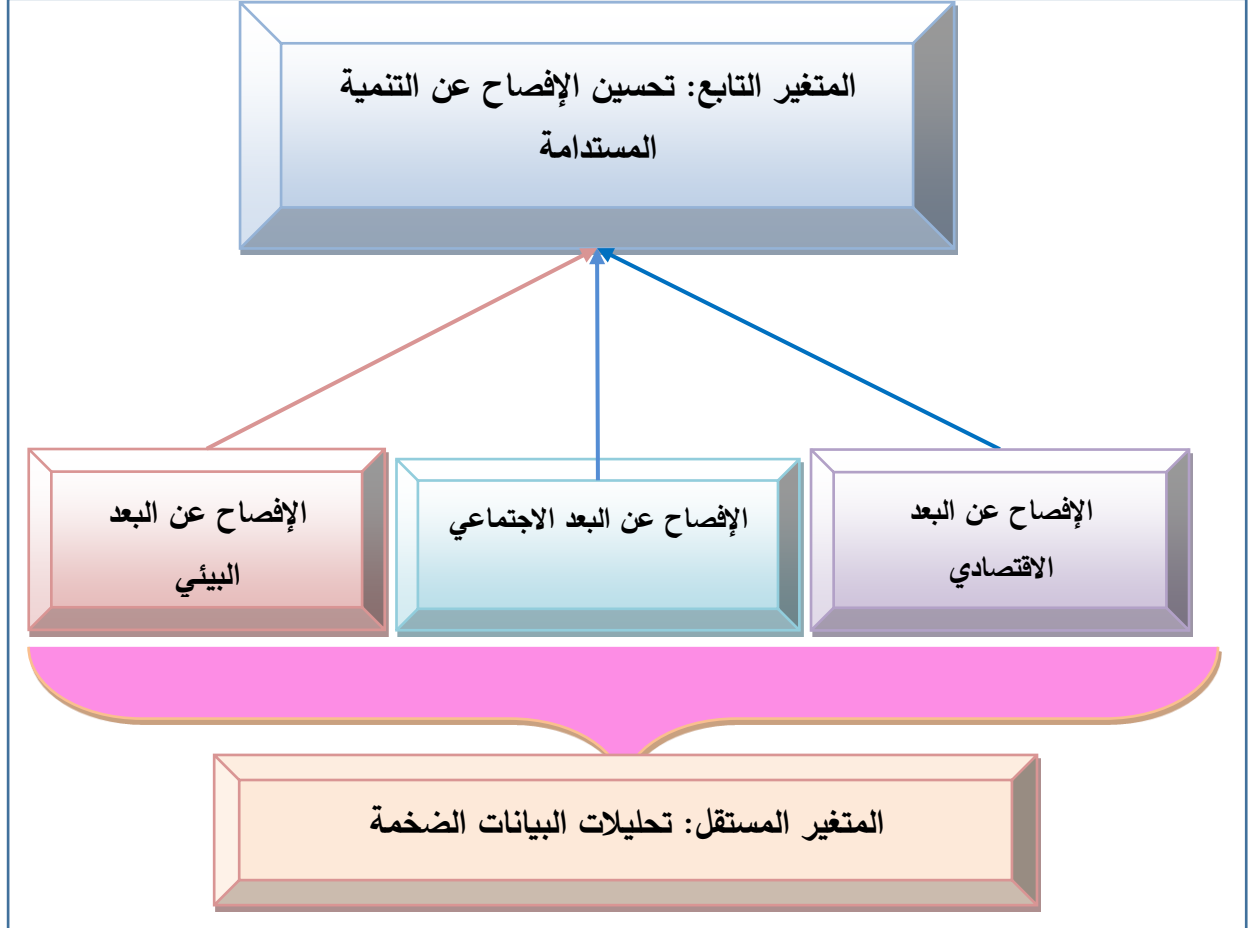 المتغير التابع: تحسين الإفصاح عن التنمية
المستدامة
الإفصاح عن البعد
الاقتصادي
الإفصاح عن البعد الاجتماعي
الإفصاح عن البعد
البيئي
المتغير المستقل: تحليلات البيانات الضخمة